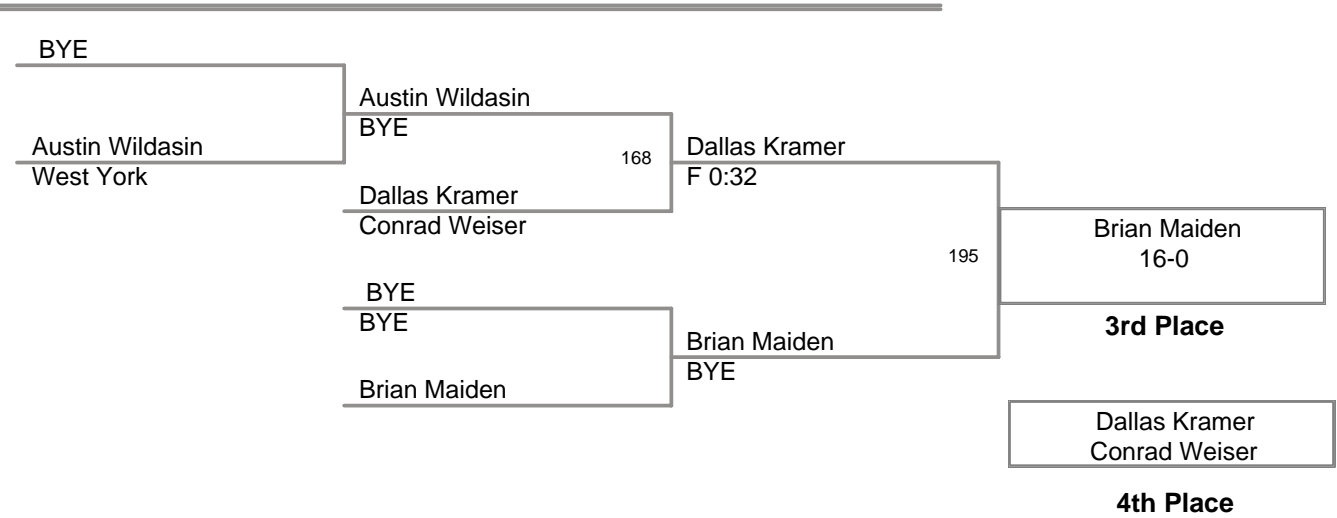 BYE
Austin Wildasin
West York
Austin Wildasin
BYE
168
Dallas Kramer
Conrad Weiser
BYE
BYE
Brian Maiden
Dallas Kramer
F 0:32
195
Brian Maiden
BYE
Brian Maiden
16-0
3rd Place
Dallas Kramer
Conrad Weiser
4th Place